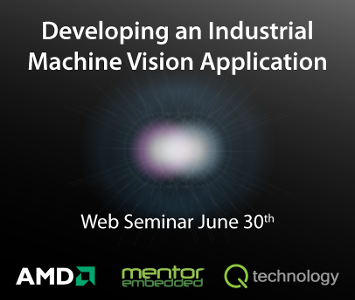 Developing an Industrial
Machine Vision Application
Web Seminar June 30th
AMD
mentor
embedded
Q technology